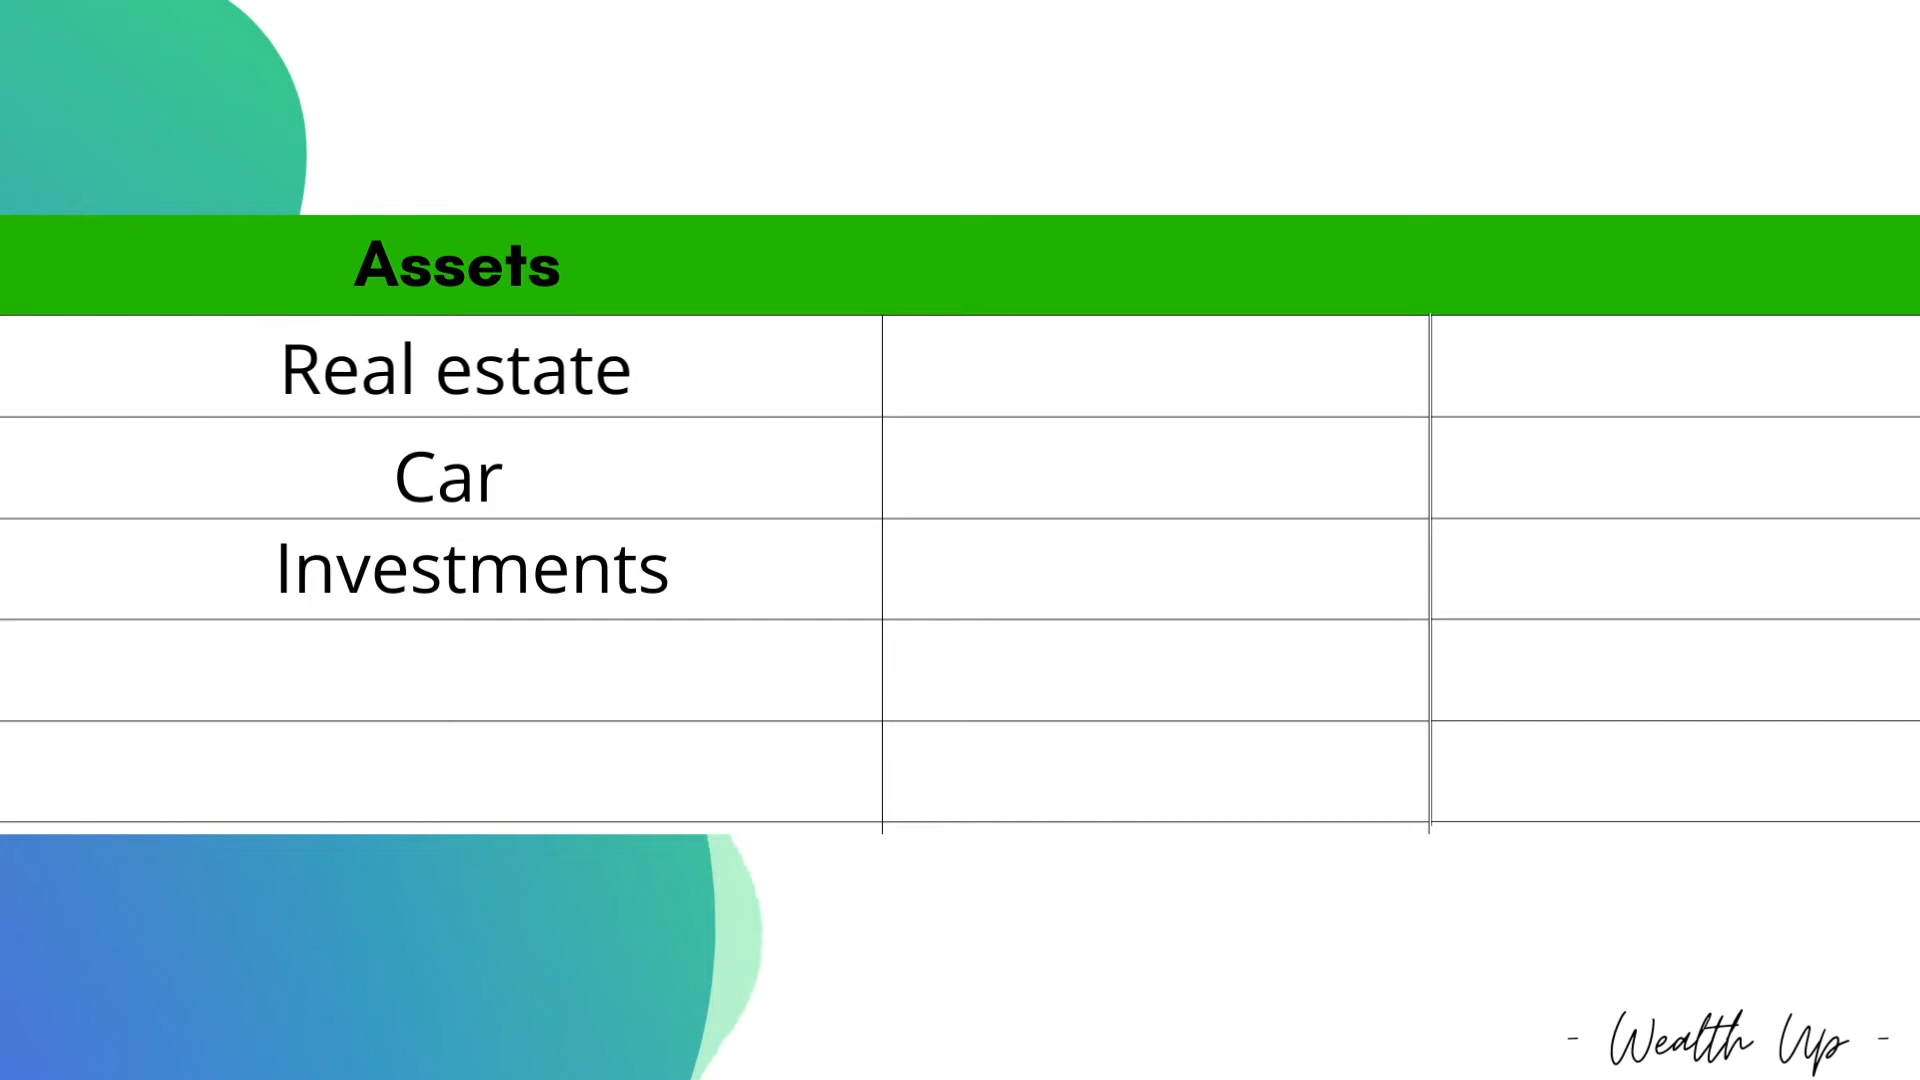 Assets
Real estate
Car
Investments
- Wealth Up -